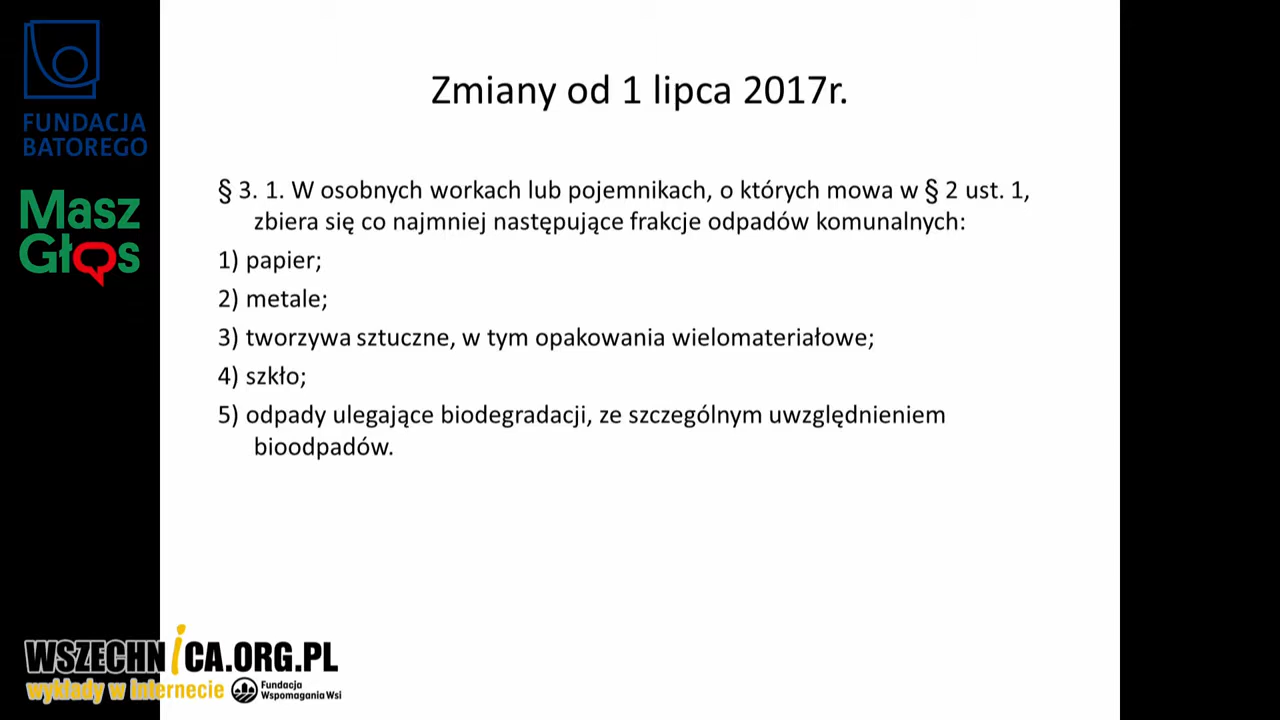 FUNDACJA
BATOREGO
Masz
Głos
Zmiany od 1 lipca 2017r.
§ 3. 1. W osobnych workach lub pojemnikach, o których mowa w § 2 ust. 1,
zbiera się co najmniej następujące frakcje odpadów komunalnych:
1) papier;
2) metale;
3) tworzywa sztuczne, w tym opakowania wielomateriałowe;
4) szkło;
5) odpady ulegające biodegradacji, ze szczególnym uwzględnieniem
bioodpadów.
WSZECHNiCA.ORG.PL
wykłady w internecie
Fundacja
Wspomagania Wsi